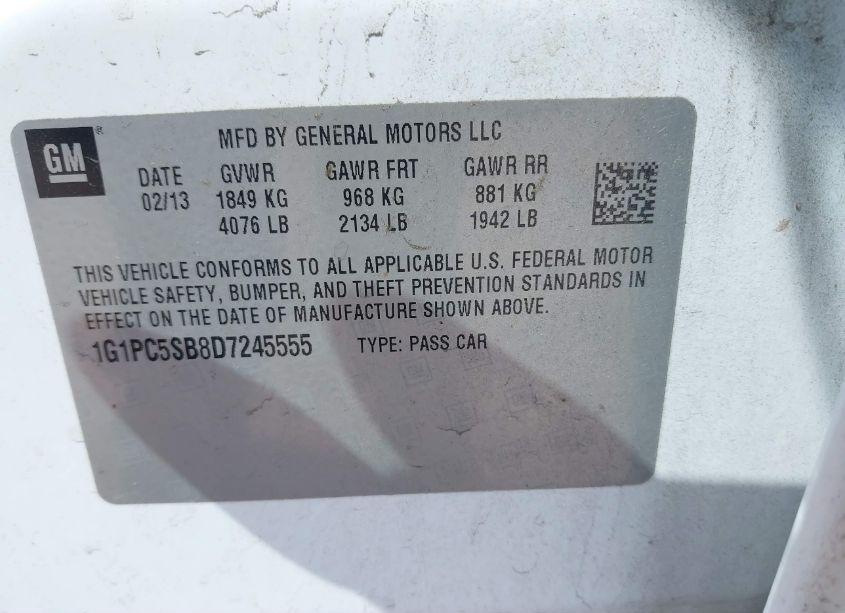 GM
MFD BY GENERAL MOTORS LLC
DATE GVWR GAWR FRT GAWR RR
02/13 1849 KG 968 KG 881 KG
4076 LB 2134 LB 1942 LB
THIS VEHICLE CONFORMS TO ALL APPLICABLE U.S. FEDERAL MOTOR
VEHICLE SAFETY, BUMPER, AND THEFT PREVENTION STANDARDS IN
EFFECT ON THE DATE OF MANUFACTURE SHOWN ABOVE.
1G1PC5SB8D7245555 TYPE: PASS CAR